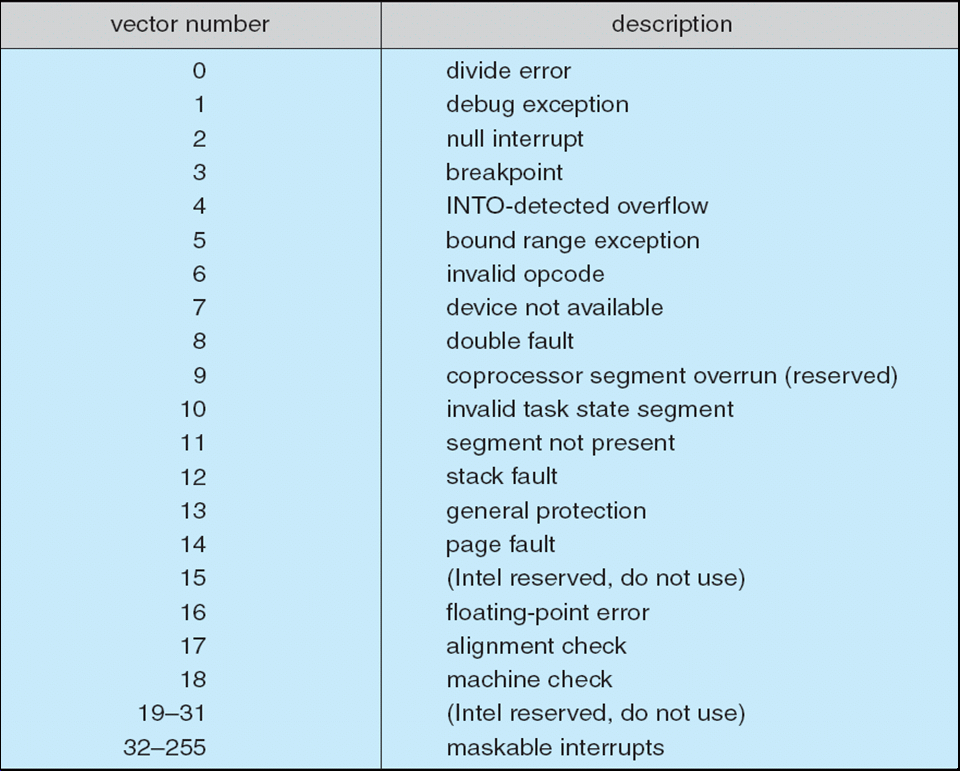 vector number description
0 divide error
1 debug exception
2 null interrupt
3 breakpoint
4 INTO-detected overflow
5 bound range exception
6 invalid opcode
7 device not available
8 double fault
9 coprocessor segment overrun (reserved)
10 invalid task state segment
11 segment not present
12 stack fault
13 general protection
14 page fault
15 (Intel reserved, do not use)
16 floating-point error
17 alignment check
18 machine check
19–31 (Intel reserved, do not use)
32–255 maskable interrupts